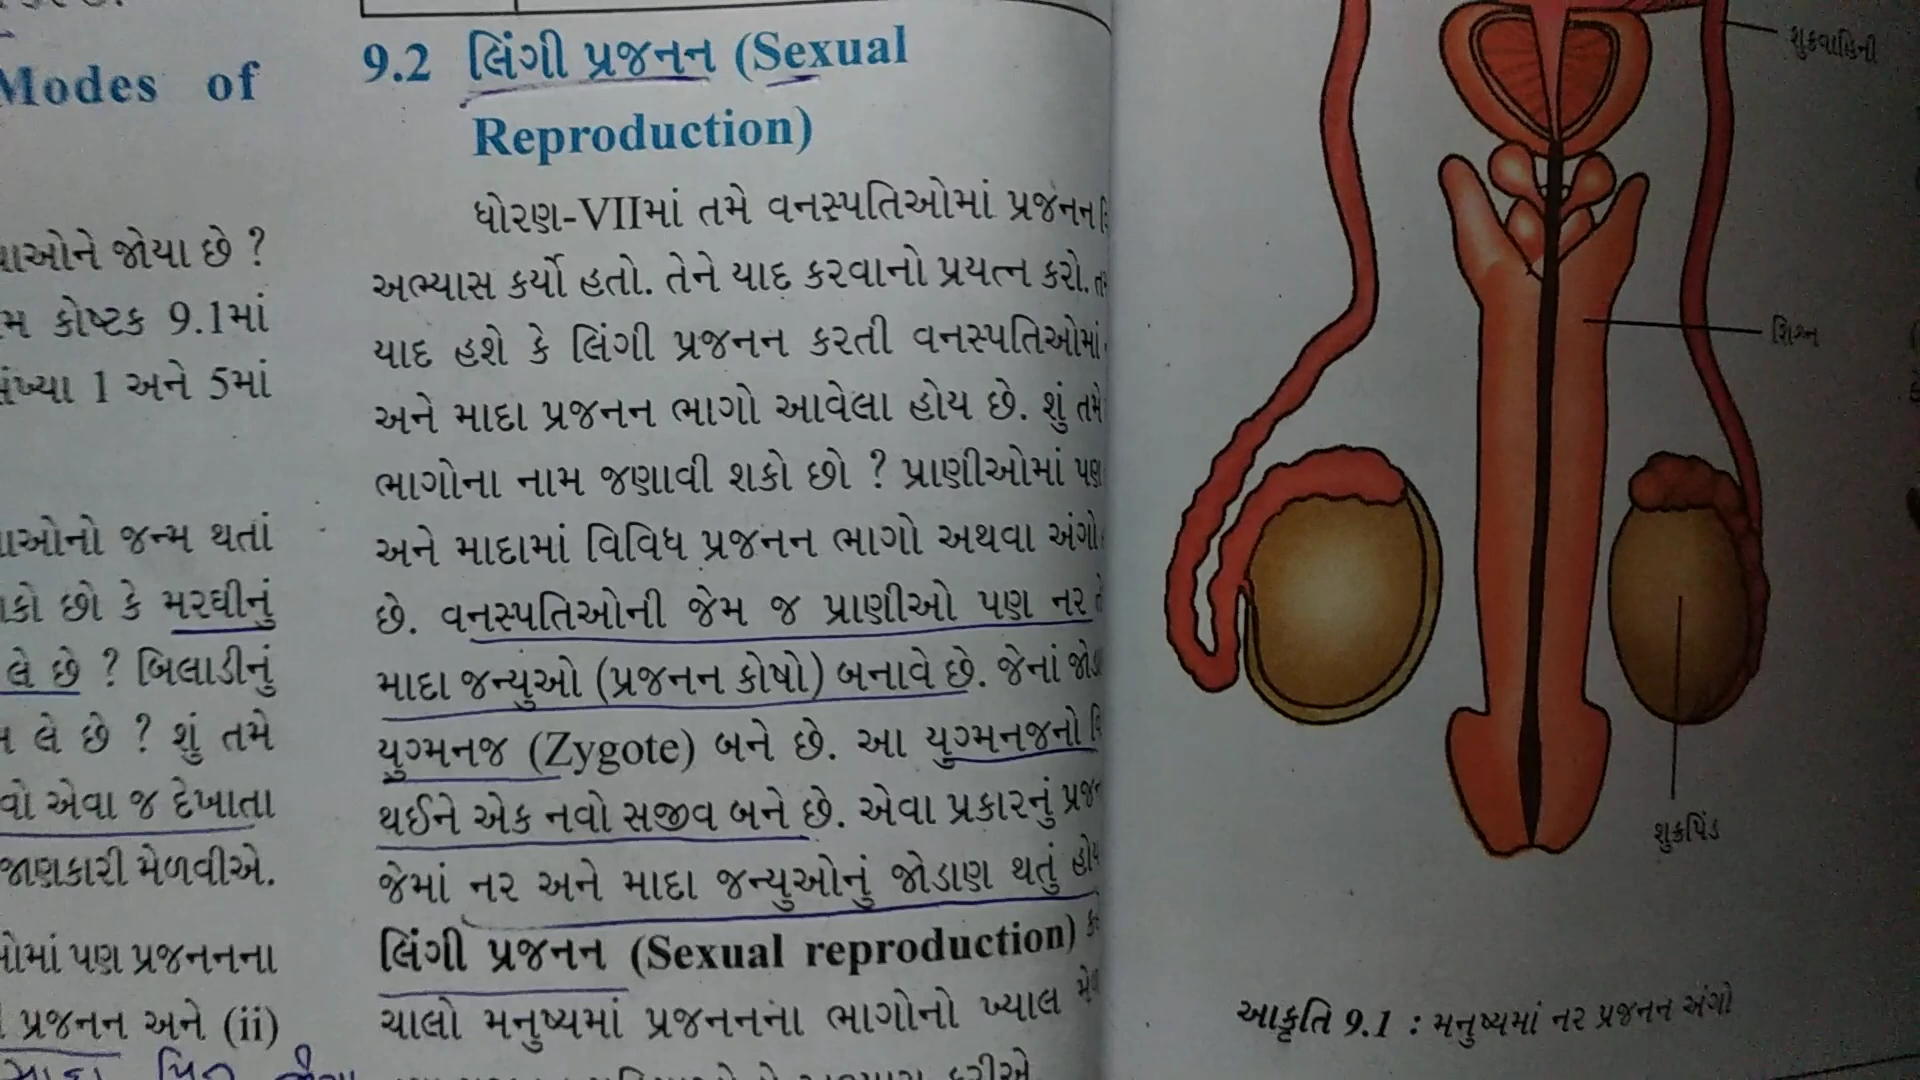 Modes of
ાઓને જોયા છે ?
મ કોષ્ટક 9.1માં
સંખ્યા 1 અને 5માં
ાઓનો જન્મ થતાં
કો છો કે મરઘીનું
લે છે ? બિલાડીનું
લે છે ? શું તમે
વો એવા જ દેખાતા
જાણકારી મેળવીએ.
ઓમાં પણ પ્રજનનના
પ્રજનન અને (ii)
9.2 લિંગી પ્રજનન (Sexual
Reproduction)
ધોરણ-VIIમાં તમે વનસ્પતિઓમાં પ્રજનન
અભ્યાસ કર્યો હતો. તેને યાદ કરવાનો પ્રયત્ન કરો.
યાદ હશે કે લિંગી પ્રજનન કરતી વનસ્પતિઓમાં
અને માદા પ્રજનન ભાગો આવેલા હોય છે. શું તમે
ભાગોના નામ જણાવી શકો છો ? પ્રાણીઓમાં પણ
અને માદામાં વિવિધ પ્રજનન ભાગો અથવા અંગો
છે. વનસ્પતિઓની જેમ જ પ્રાણીઓ પણ નર
માદા જન્યુઓ (પ્રજનન કોષો) બનાવે છે. જેનાં જોડા
યુગ્મનજ (Zygote) બને છે. આ યુગ્મનજનો
થઈને એક નવો સજીવ બને છે. એવા પ્રકારનું પ્રજ
જેમાં નર અને માદા જન્યુઓનું જોડાણ થતું હોય
લિંગી પ્રજનન (Sexual reproduction)
ચાલો મનુષ્યમાં પ્રજનનના ભાગોનો ખ્યાલ
શુક્રવાહિની
શિશ્ન
શુક્રપિંડ
આકૃતિ 9.1 : મનુષ્યમાં નર પ્રજનન અંગો